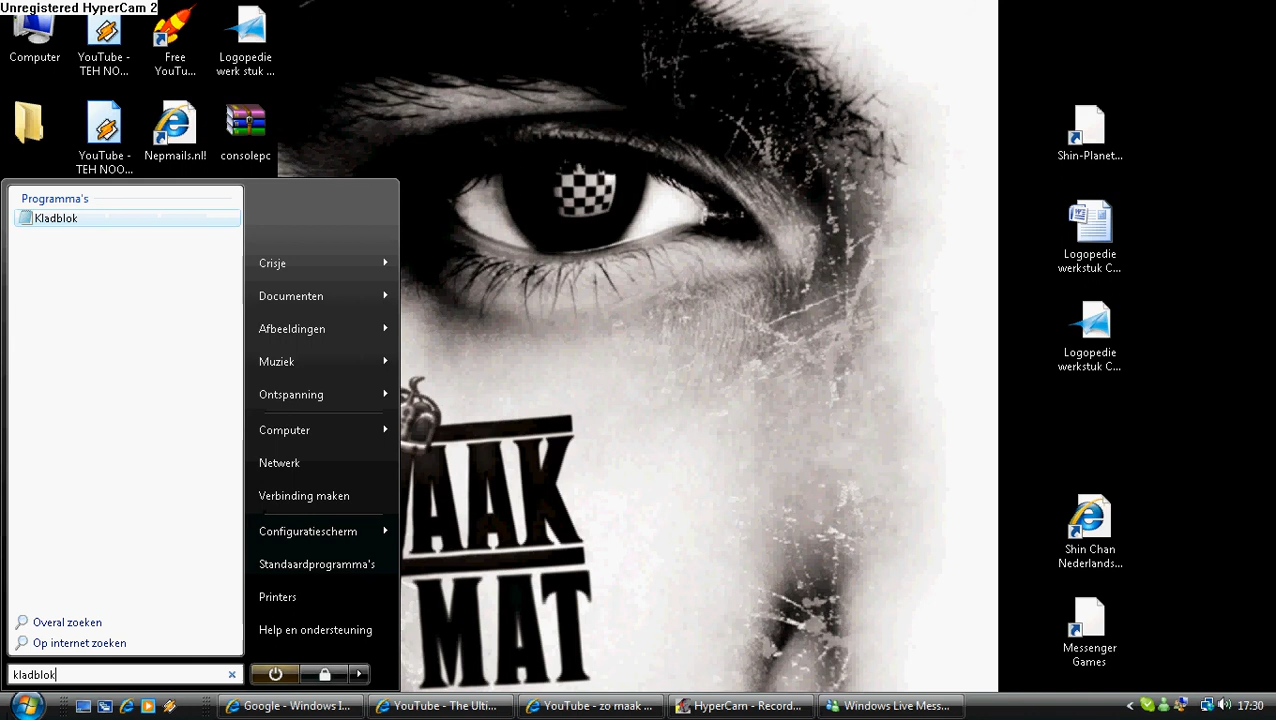 Unregistered HyperCam 2
Computer
YouTube -
TEH NO...
Free
YouTu...
Logopedie
werk stuk ...
YouTube -
TEH NOO...
Nepmails.nl!
consolepc
Shin-Planet...
Logopedie
werkstuk C...
Logopedie
werkstuk C...
Shin Chan
Nederlands...
Messenger
Games
Programma's
Kladblok
Crisje
Documenten
Afbeeldingen
Muziek
Ontspanning
Computer
Netwerk
Verbinding maken
Configuratiescherm
Standaardprogramma's
Printers
Help en ondersteuning
Overal zoeken
Op internet zoeken
kladblok
AAK
MAT
Google - Windows I...
YouTube - The Ulti...
YouTube - zo maak ...
HyperCam - Record...
Windows Live Mess...
17:30